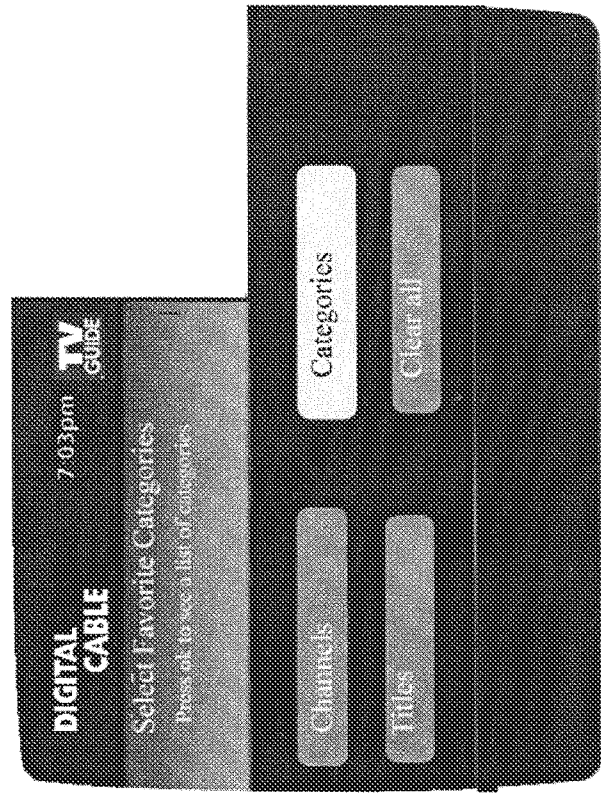 DIGITAL
CABLE
7:03pm
TV
GUIDE
Select Favorite Categories
Press ok to see a list of categories
Channels
Categories
Titles
Clear all